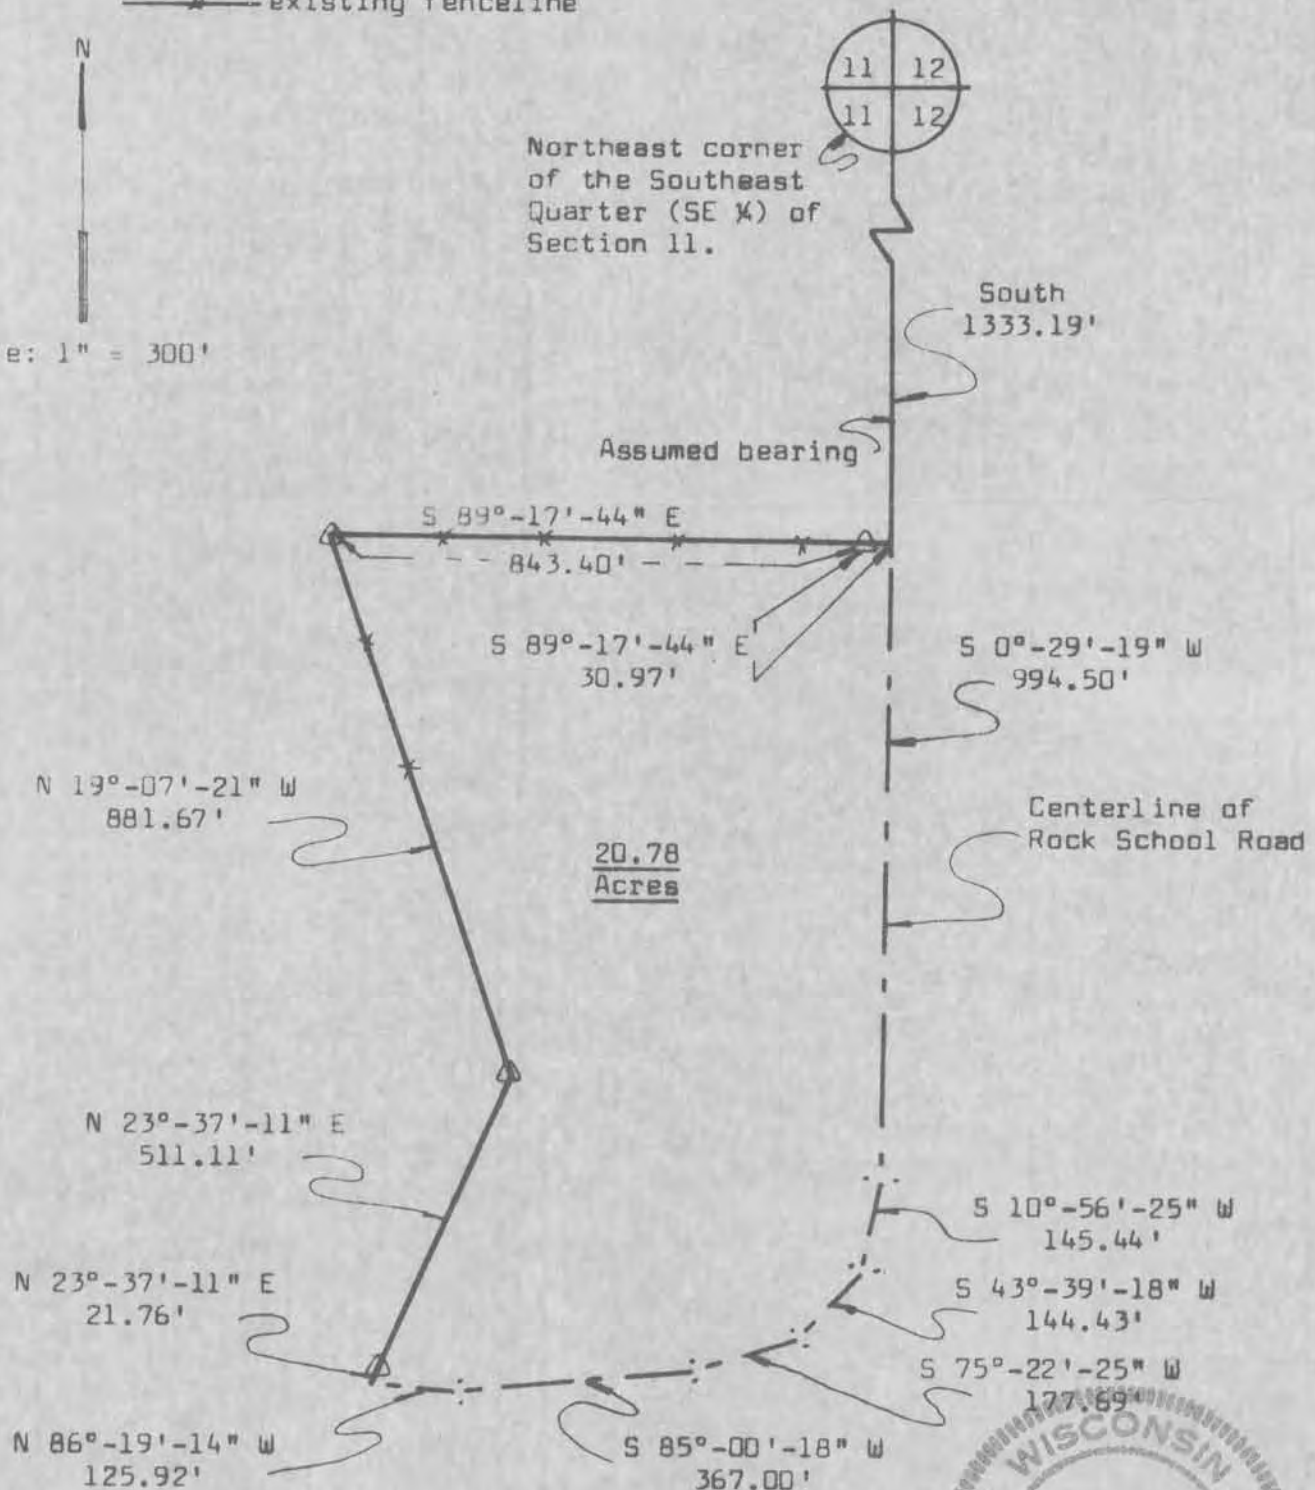 existing fenceline
N
11 12
11 12
Northeast corner
of the Southeast
Quarter (SE ¼) of
Section 11.
South
1333.19'
e: 1" = 300'
Assumed bearing
S 89°-17'-44" E
843.40'
S 89°-17'-44" E
30.97'
S 0°-29'-19" W
994.50'
N 19°-07'-21" W
881.67'
Centerline of
Rock School Road
20.78
Acres
N 23°-37'-11" E
511.11'
S 10°-56'-25" W
145.44'
N 23°-37'-11" E
21.76'
S 43°-39'-18" W
144.43'
S 75°-22'-25" W
177.69'
N 86°-19'-14" W
125.92'
S 85°-00'-18" W
367.00'
WISCONSIN